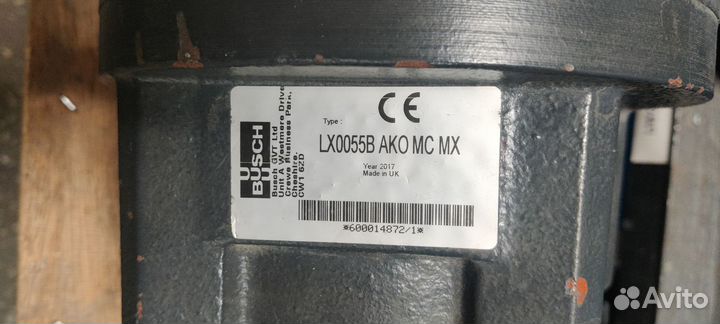 CE
Type :
LX0055B AKO MC MX
Year 2017
Made in UK
BUSCH
Busch GVT Ltd
Unit A Westmere Drive
Crewe Business Park,
Cheshire,
CW1 6ZD
*600014872/1*
Avito